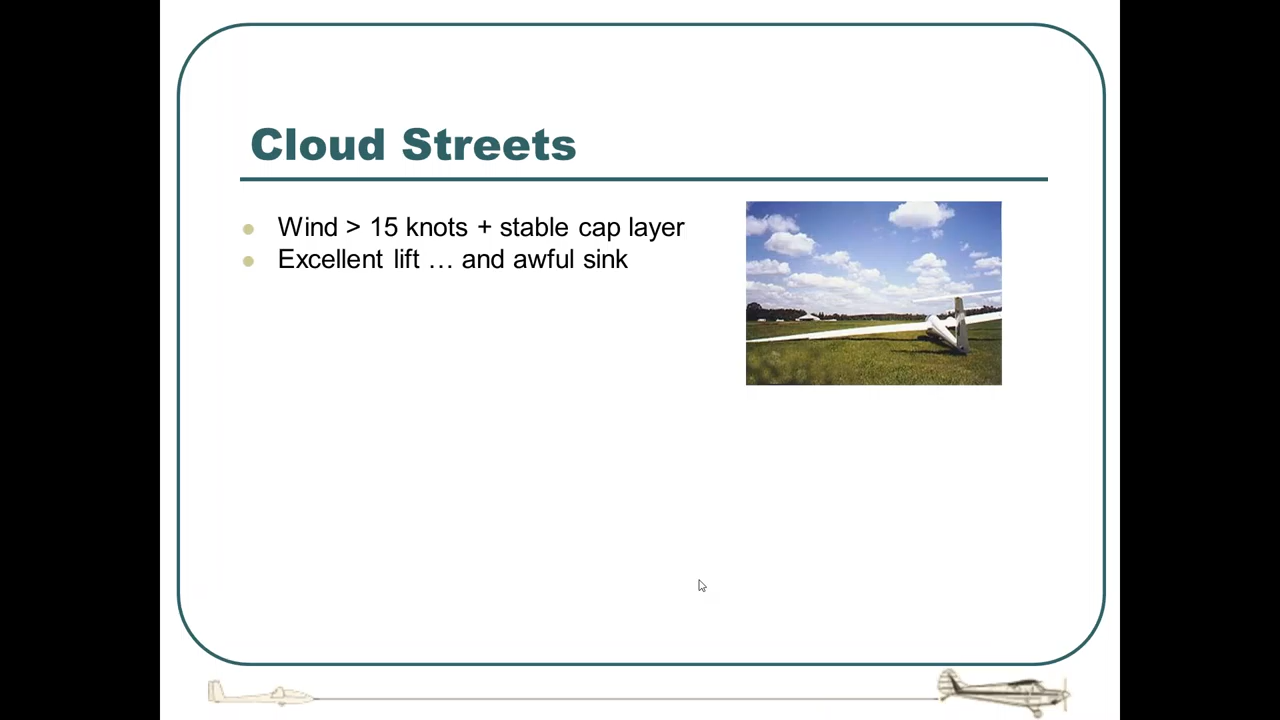 Cloud Streets
Wind > 15 knots + stable cap layer
Excellent lift … and awful sink